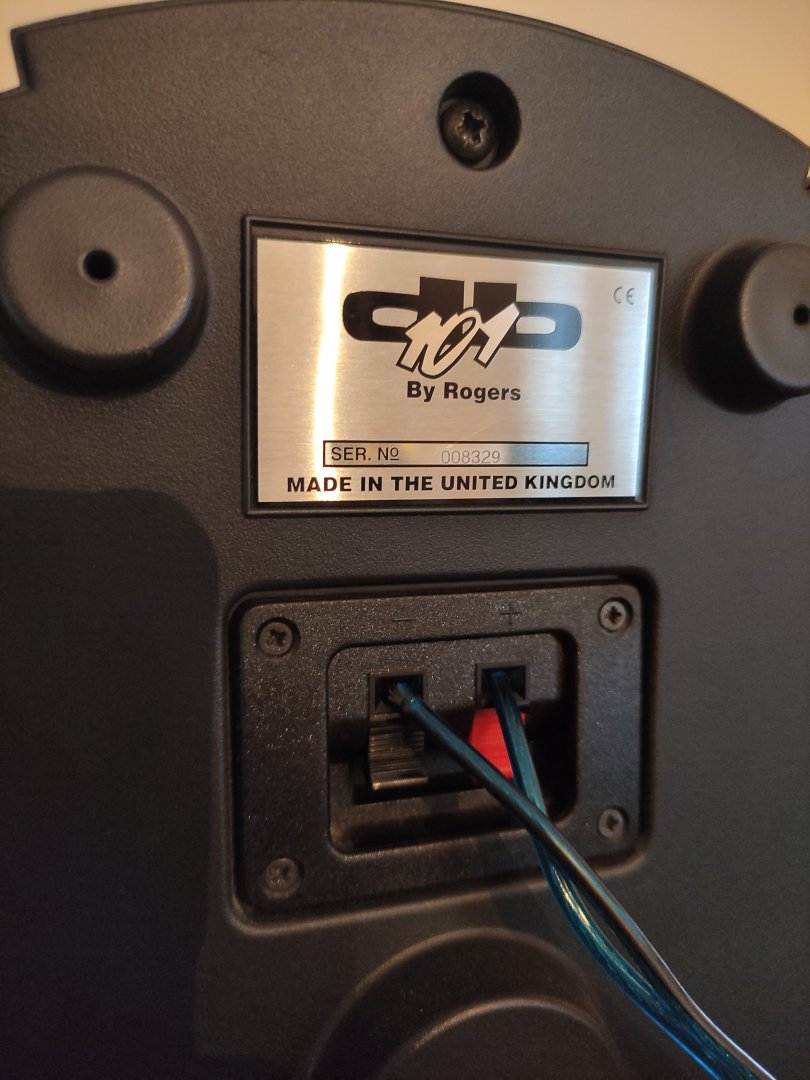 db
101
By Rogers
CE
SER. Nº 008329
MADE IN THE UNITED KINGDOM
− +